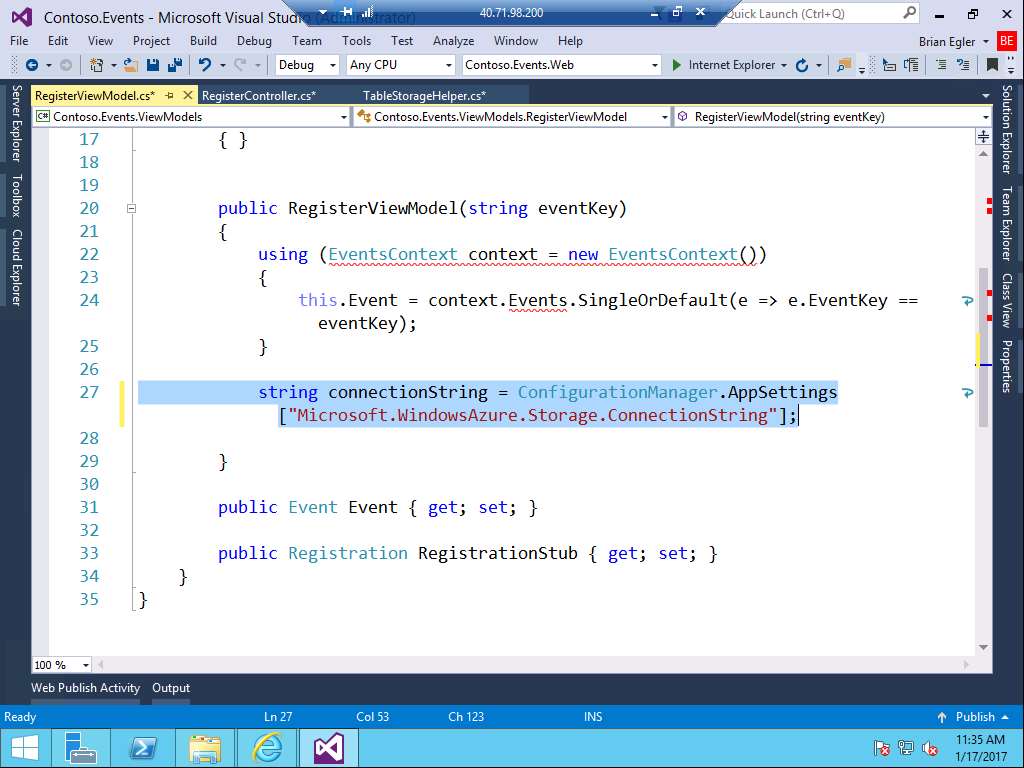 Contoso.Events - Microsoft Visual Studio (Administrator)
40.71.98.200
Quick Launch (Ctrl+Q)
File Edit View Project Build Debug Team Tools Test Analyze Window Help
Brian Egler BE
Debug Any CPU Contoso.Events.Web Internet Explorer
RegisterViewModel.cs* RegisterController.cs* TableStorageHelper.cs*
C# Contoso.Events.ViewModels Contoso.Events.ViewModels.RegisterViewModel RegisterViewModel(string eventKey)
Server Explorer
Toolbox
Cloud Explorer
17 { }
18
19
20 public RegisterViewModel(string eventKey)
21 {
22 using (EventsContext context = new EventsContext())
23 {
24 this.Event = context.Events.SingleOrDefault(e => e.EventKey ==
eventKey);
25 }
26
27 string connectionString = ConfigurationManager.AppSettings
["Microsoft.WindowsAzure.Storage.ConnectionString"];
28
29 }
30
31 public Event Event { get; set; }
32
33 public Registration RegistrationStub { get; set; }
34 }
35 }
Solution Explorer
Team Explorer
Class View
Properties
100 %
Web Publish Activity Output
Ready Ln 27 Col 53 Ch 123 INS Publish
11:35 AM
1/17/2017